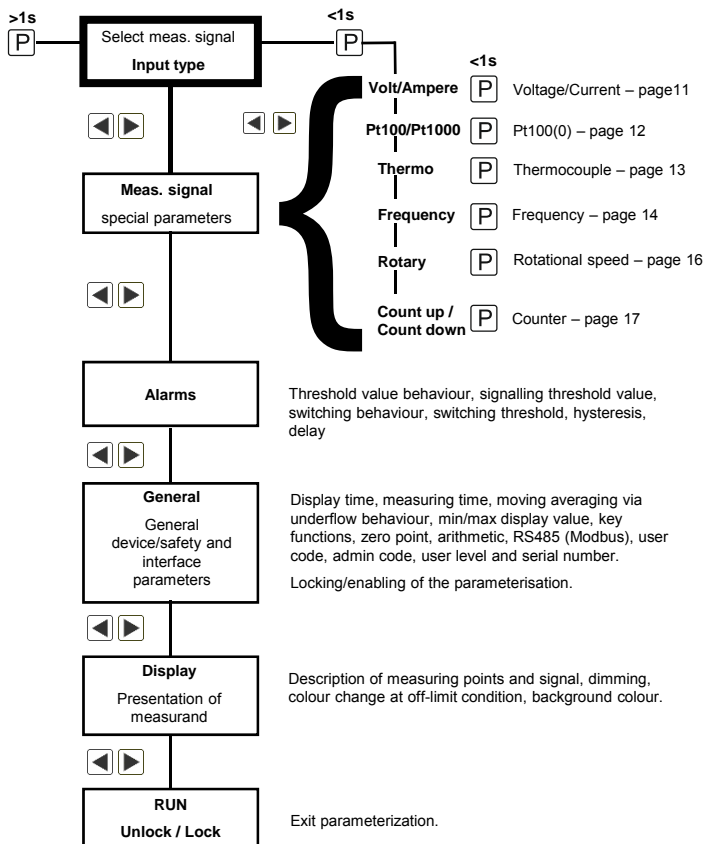 >1s
<1s
P
Select meas. signal
Input type
P
<1s
Volt/Ampere P Voltage/Current – page11
Pt100/Pt1000 P Pt100(0) – page 12
Thermo P Thermocouple – page 13
Meas. signal
special parameters
Frequency P Frequency – page 14
Rotary P Rotational speed – page 16
Count up /
Count down P Counter – page 17
Alarms
Threshold value behaviour, signalling threshold value,
switching behaviour, switching threshold, hysteresis,
delay
General
General
device/safety and
interface
parameters
Display time, measuring time, moving averaging via
underflow behaviour, min/max display value, key
functions, zero point, arithmetic, RS485 (Modbus), user
code, admin code, user level and serial number.
Locking/enabling of the parameterisation.
Display
Presentation of
measurand
Description of measuring points and signal, dimming,
colour change at off-limit condition, background colour.
RUN
Unlock / Lock
Exit parameterization.